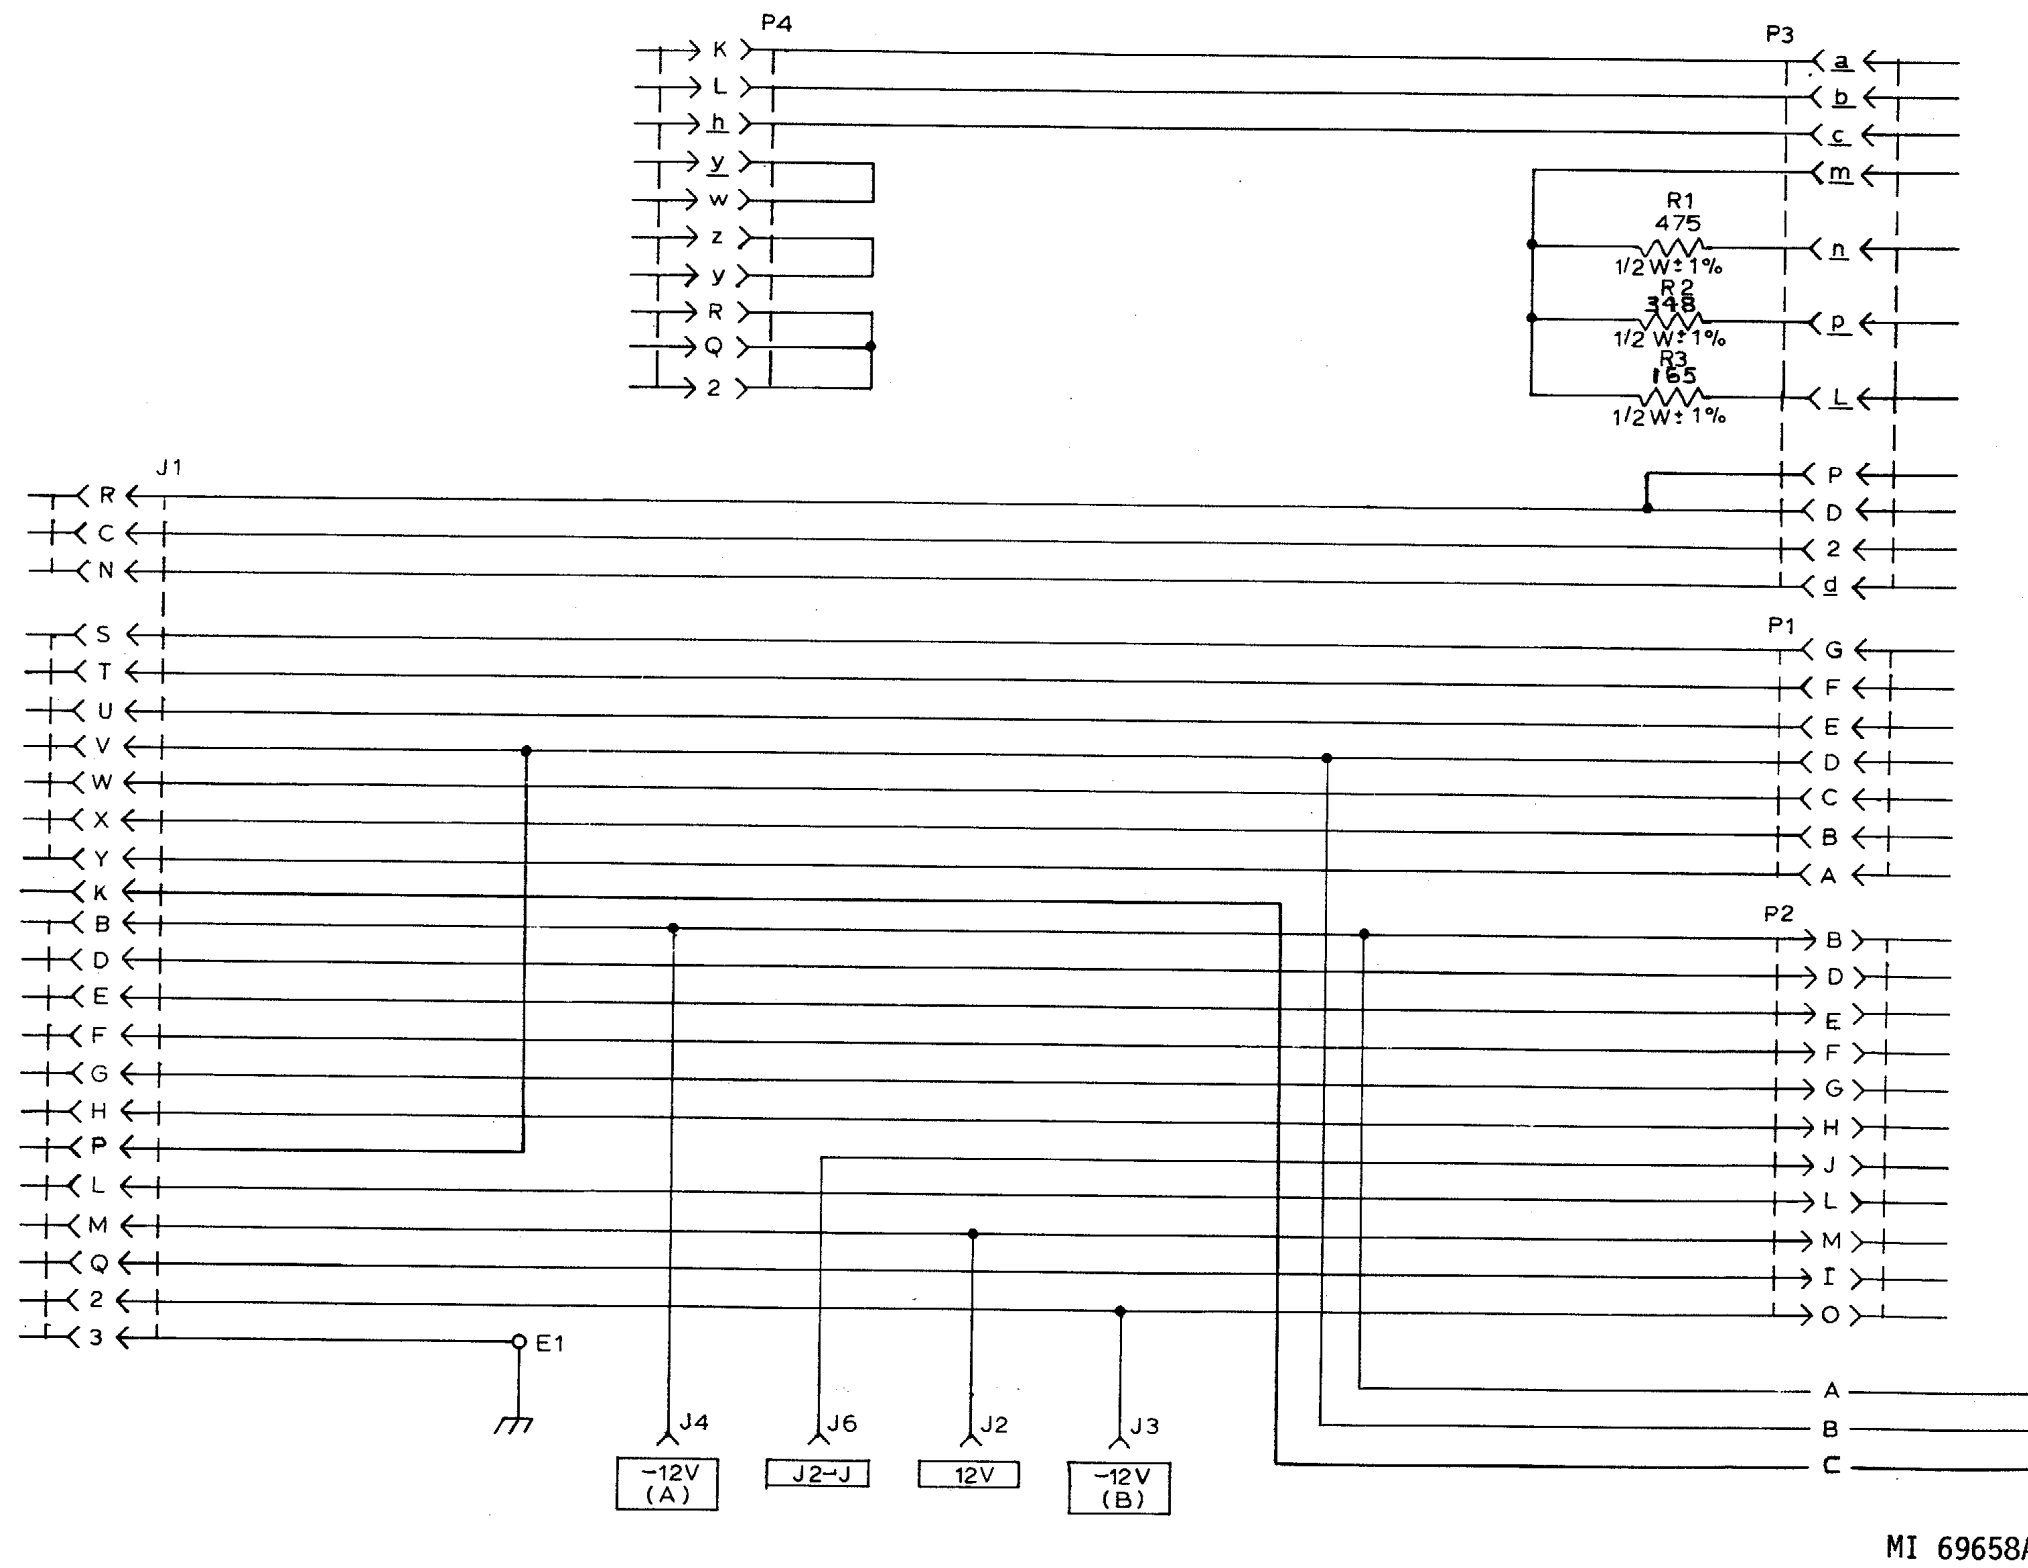 P4
P3
K
a
L
b
h
c
y
m
w
R1
475
z
n
1/2 W ± 1%
y
R2
348
R
p
1/2 W ± 1%
Q
R3
165
2
L
1/2 W ± 1%
J1
P
R
D
C
2
N
d
P1
S
G
T
F
U
E
V
D
W
C
X
B
Y
A
K
P2
B
B
D
D
E
E
F
F
G
G
H
H
P
J
L
L
M
M
Q
I
2
O
3
E1
A
J4
J6
J2
J3
B
C
-12V
(A)
J2-J
12V
-12V
(B)
MI 69658A